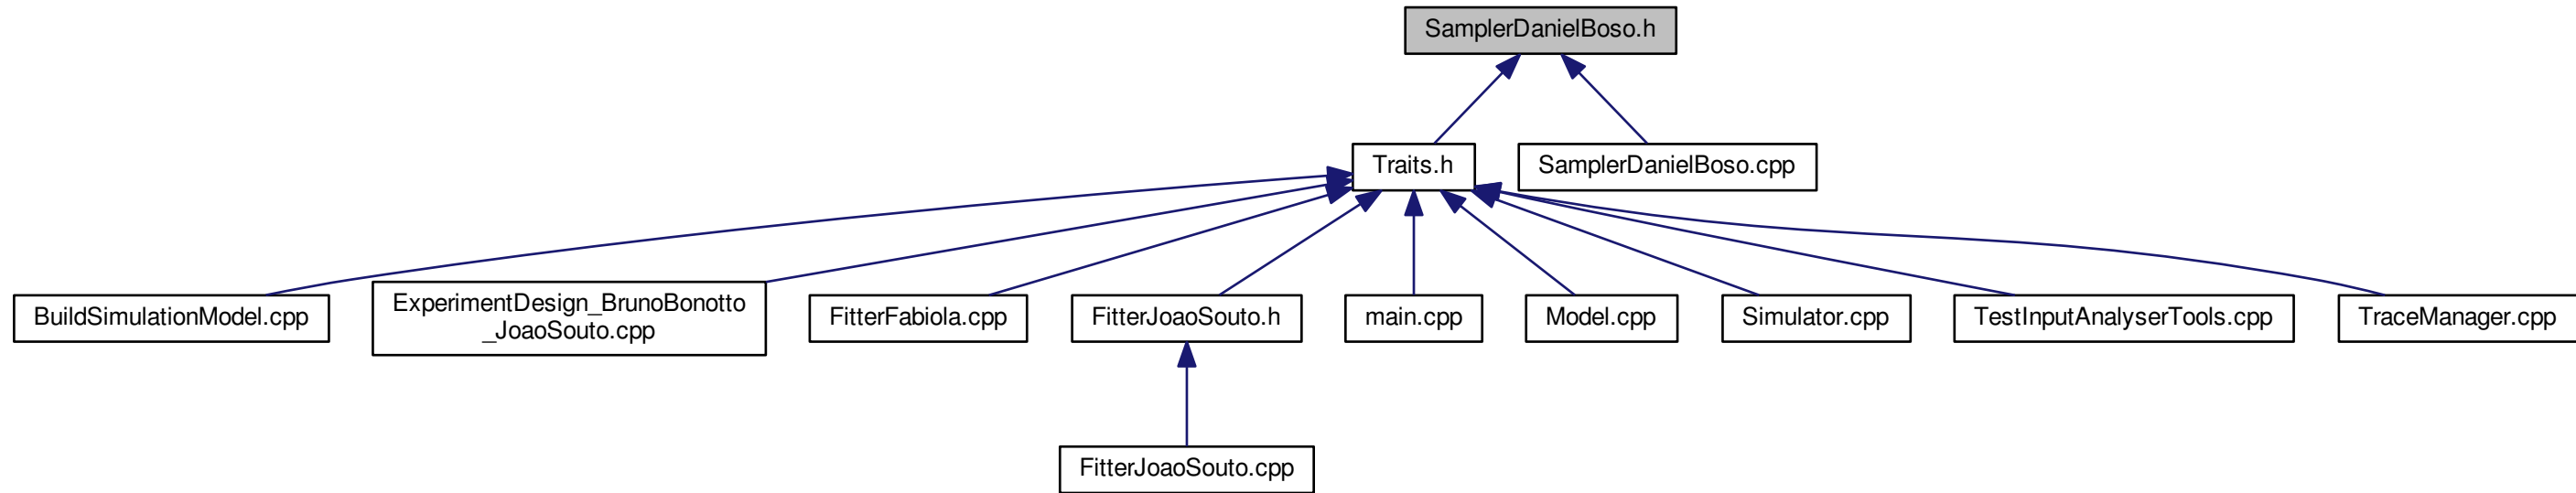 SamplerDanielBoso.h
Traits.h
SamplerDanielBoso.cpp
BuildSimulationModel.cpp
ExperimentDesign_BrunoBonotto
_JoaoSouto.cpp
FitterFabiola.cpp
FitterJoaoSouto.h
main.cpp
Model.cpp
Simulator.cpp
TestInputAnalyserTools.cpp
TraceManager.cpp
FitterJoaoSouto.cpp